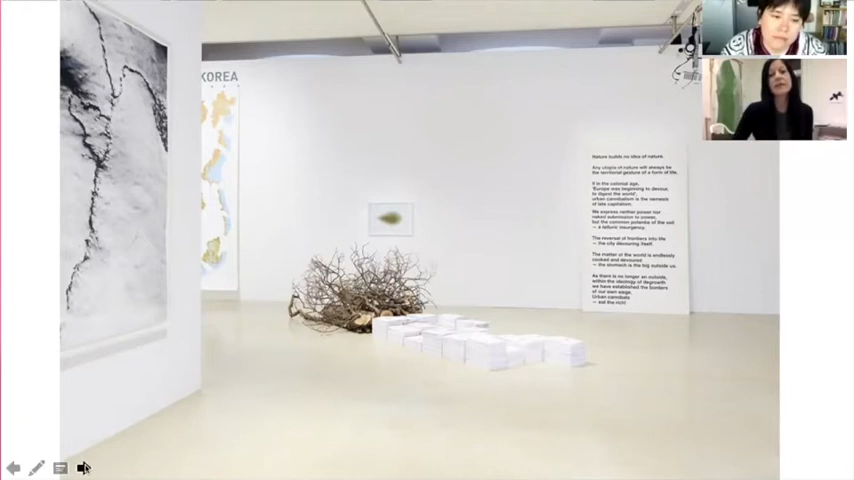 KOREA
Nature builds no idea of nature.
Any utopia of nature will always be
the territorial gesture of a form of life.
If in the colonial age,
'Europe was beginning to devour,
to digest the world',
urban cannibalism is the nemesis
of late capitalism.
We express neither power nor
naked submission to power,
but the common potentia of the soil
– a telluric insurgency.
The reversal of frontiers into life
– the city devouring itself.
The matter of the world is endlessly
cooked and devoured
– the stomach is the big outside us.
As there is no longer an outside,
within the ideology of degrowth
we have established the borders
of our own siege.
Urban cannibals
– eat the rich!